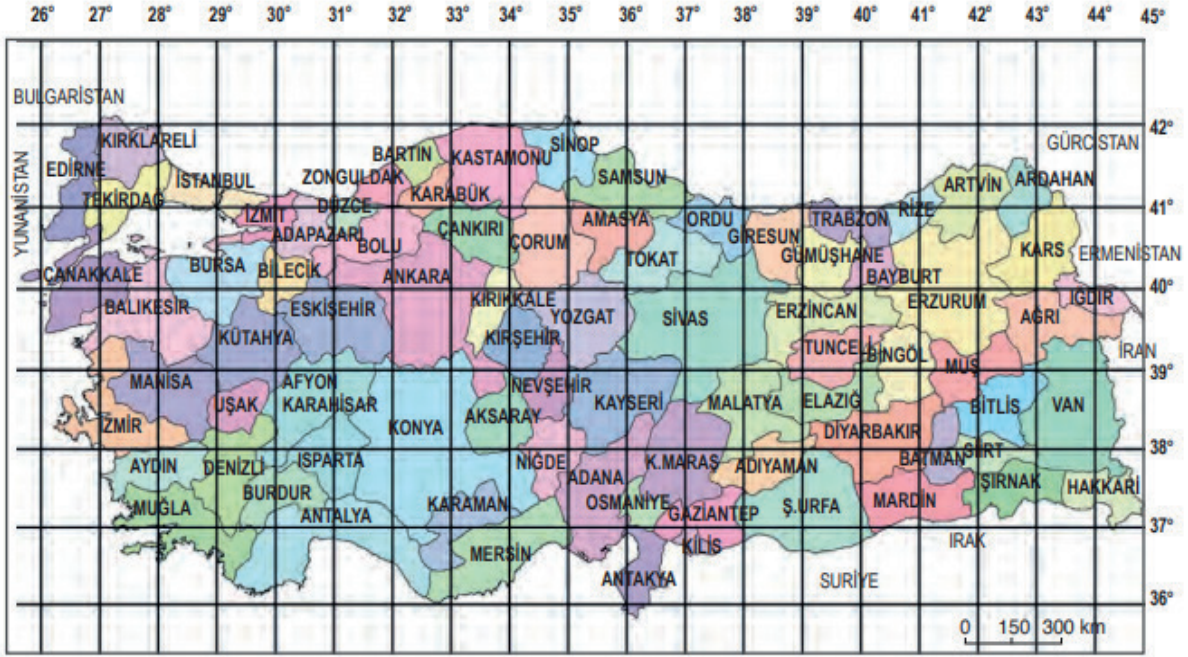 26° 27° 28° 29° 30° 31° 32° 33° 34° 35° 36° 37° 38° 39° 40° 41° 42° 43° 44° 45°
BULGARİSTAN
YUNANİSTAN
GÜRCİSTAN
ERMENİSTAN
İRAN
IRAK
SURİYE
42°
41°
40°
39°
38°
37°
36°
KIRKLARELİ
EDİRNE
TEKİRDAĞ
İSTANBUL
İZMİT
ADAPAZARI
DÜZCE
ZONGULDAK
BARTIN
KARABÜK
KASTAMONU
SİNOP
SAMSUN
BOLU
ÇANKIRI
ÇORUM
AMASYA
ORDU
GİRESUN
TRABZON
RİZE
ARTVİN
ARDAHAN
TOKAT
GÜMÜŞHANE
BAYBURT
KARS
ÇANAKKALE
BALIKESİR
BURSA
BİLECİK
ANKARA
ESKİŞEHİR
KÜTAHYA
KIRIKKALE
KIRŞEHİR
YOZGAT
SİVAS
ERZİNCAN
ERZURUM
AĞRI
IĞDIR
TUNCELİ
BİNGÖL
MUŞ
MANİSA
UŞAK
AFYON
KARAHİSAR
NEVŞEHİR
AKSARAY
KAYSERİ
MALATYA
ELAZIĞ
BİTLİS
VAN
İZMİR
KONYA
DİYARBAKIR
BATMAN
SİİRT
AYDIN
DENİZLİ
ISPARTA
NİĞDE
ADANA
K.MARAŞ
ADIYAMAN
ŞIRNAK
HAKKARİ
MUĞLA
BURDUR
ANTALYA
KARAMAN
OSMANİYE
GAZİANTEP
Ş.URFA
MARDİN
MERSİN
KİLİS
ANTAKYA
0 150 300 km